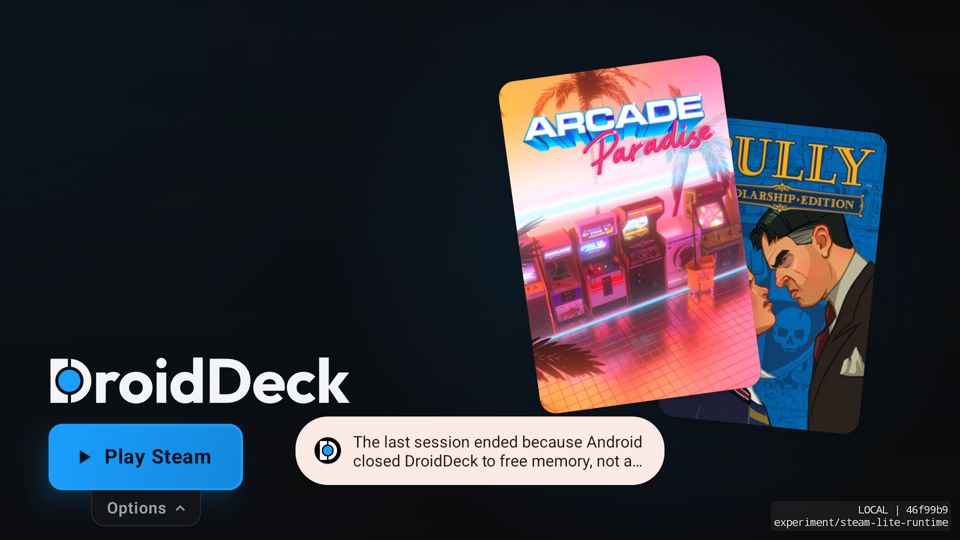 ARCADE
Paradise
BULLY
OLARSHIP·EDITION
DroidDeck
Play Steam
The last session ended because Android
closed DroidDeck to free memory, not a...
Options
LOCAL | 46f99b9
experiment/steam-lite-runtime